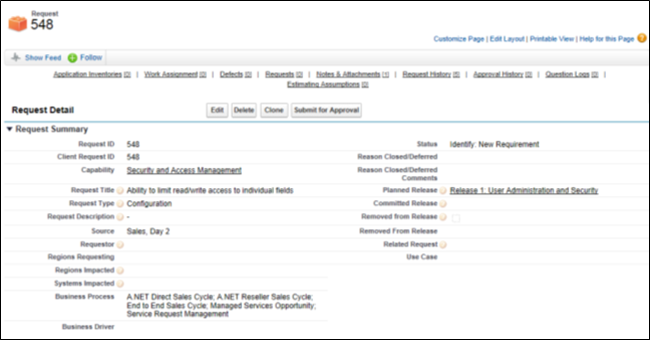 Request
548
Customize Page | Edit Layout | Printable View | Help for this Page
Show Feed Follow
Application Inventories [0] | Work Assignment [0] | Defects [0] | Requests [0] | Notes & Attachments [1] | Request History [5] | Approval History [0] | Question Logs [0] |
Estimating Assumptions [0]
Request Detail Edit Delete Clone Submit for Approval
Request Summary
Request ID 548 Status Identify: New Requirement
Client Request ID 548 Reason Closed/Deferred
Capability Security and Access Management Reason Closed/Deferred Comments
Request Title Ability to limit read/write access to individual fields Planned Release Release 1: User Administration and Security
Request Type Configuration Committed Release
Request Description - Removed from Release
Source Sales, Day 2 Removed From Release
Requestor Related Request
Regions Requesting Use Case
Regions Impacted
Systems Impacted
Business Process A.NET Direct Sales Cycle; A.NET Reseller Sales Cycle;
End to End Sales Cycle; Managed Services Opportunity;
Service Request Management
Business Driver